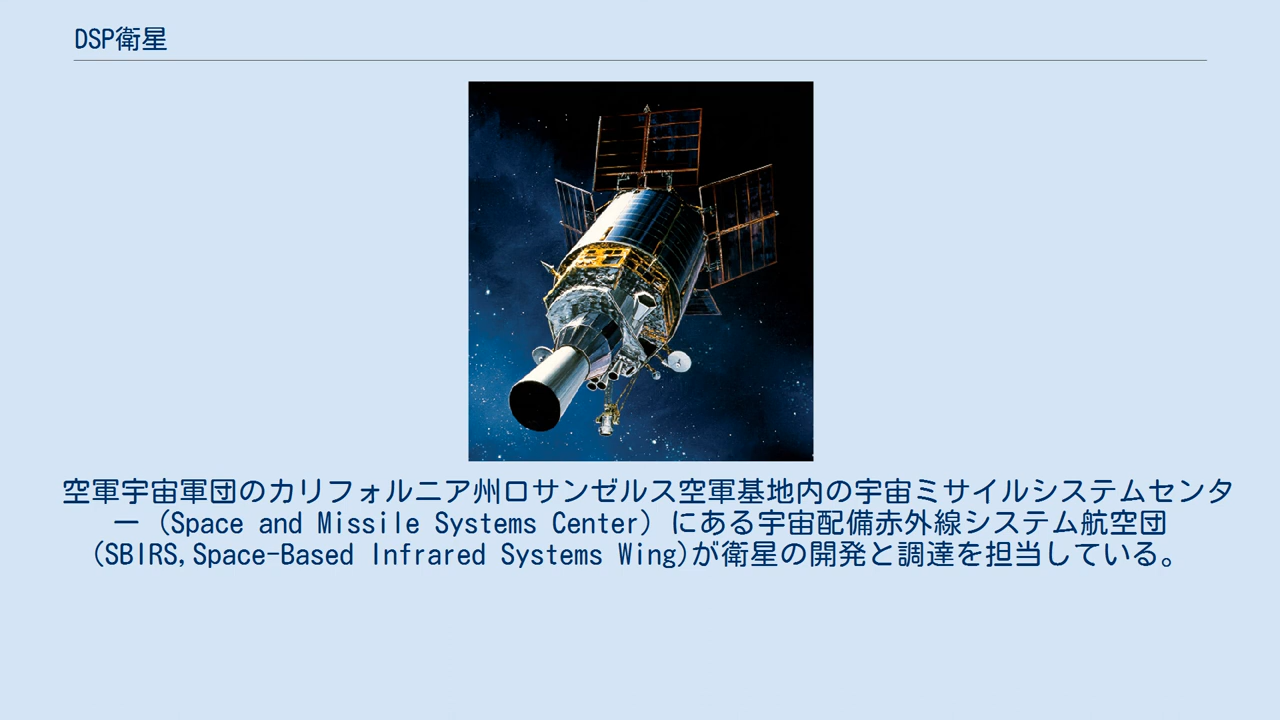 DSP衛星
空軍宇宙軍団のカリフォルニア州ロサンゼルス空軍基地内の宇宙ミサイルシステムセンタ
ー (Space and Missile Systems Center) にある宇宙配備赤外線システム航空団
(SBIRS,Space-Based Infrared Systems Wing)が衛星の開発と調達を担当している。